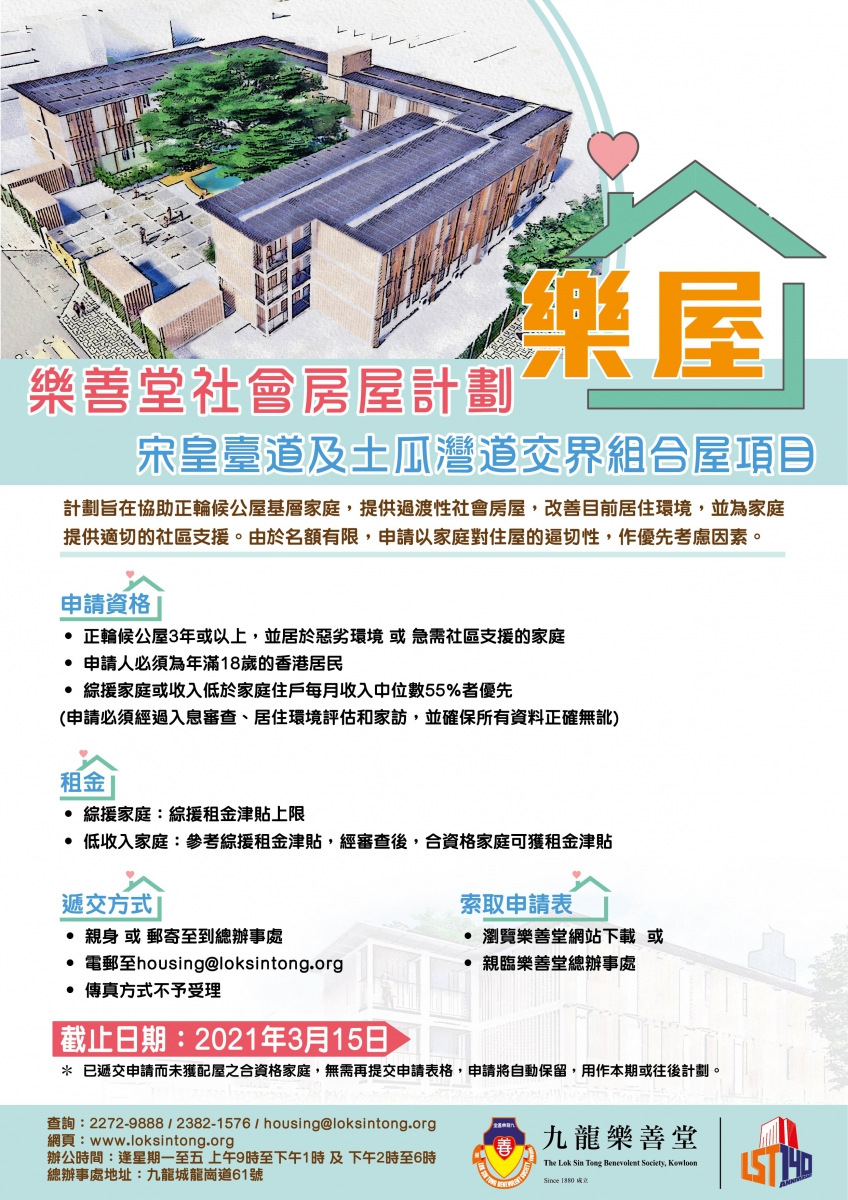 樂屋
樂善堂社會房屋計劃
宋皇臺道及土瓜灣道交界組合屋項目
計劃旨在協助正輪候公屋基層家庭，提供過渡性社會房屋，改善目前居住環境，並為家庭
提供適切的社區支援。由於名額有限，申請以家庭對住屋的逼切性，作優先考慮因素。
申請資格
• 正輪候公屋3年或以上，並居於惡劣環境 或 急需社區支援的家庭
• 申請人必須為年滿18歲的香港居民
• 綜援家庭或收入低於家庭住戶每月收入中位數55%者優先
(申請必須經過入息審查、居住環境評估和家訪，並確保所有資料正確無訛)
租金
• 綜援家庭：綜援租金津貼上限
• 低收入家庭：參考綜援租金津貼，經審查後，合資格家庭可獲租金津貼
遞交方式
• 親身 或 郵寄至到總辦事處
• 電郵至housing@loksintong.org
• 傳真方式不予受理
索取申請表
• 瀏覽樂善堂網站下載 或
• 親臨樂善堂總辦事處
截止日期：2021年3月15日
＊ 已遞交申請而未獲配屋之合資格家庭，無需再提交申請表格，申請將自動保留，用作本期或往後計劃。
查詢：2272-9888 / 2382-1576 / housing@loksintong.org
網頁：www.loksintong.org
辦公時間：逢星期一至五 上午9時至下午1時 及 下午2時至6時
總辦事處地址：九龍城龍崗道61號
善
LOK SIN TONG BENEVOLENT SOCIETY
九龍樂善堂
The Lok Sin Tong Benevolent Society, Kowloon
Since 1880 成立
LST140
ANNIVERSARY